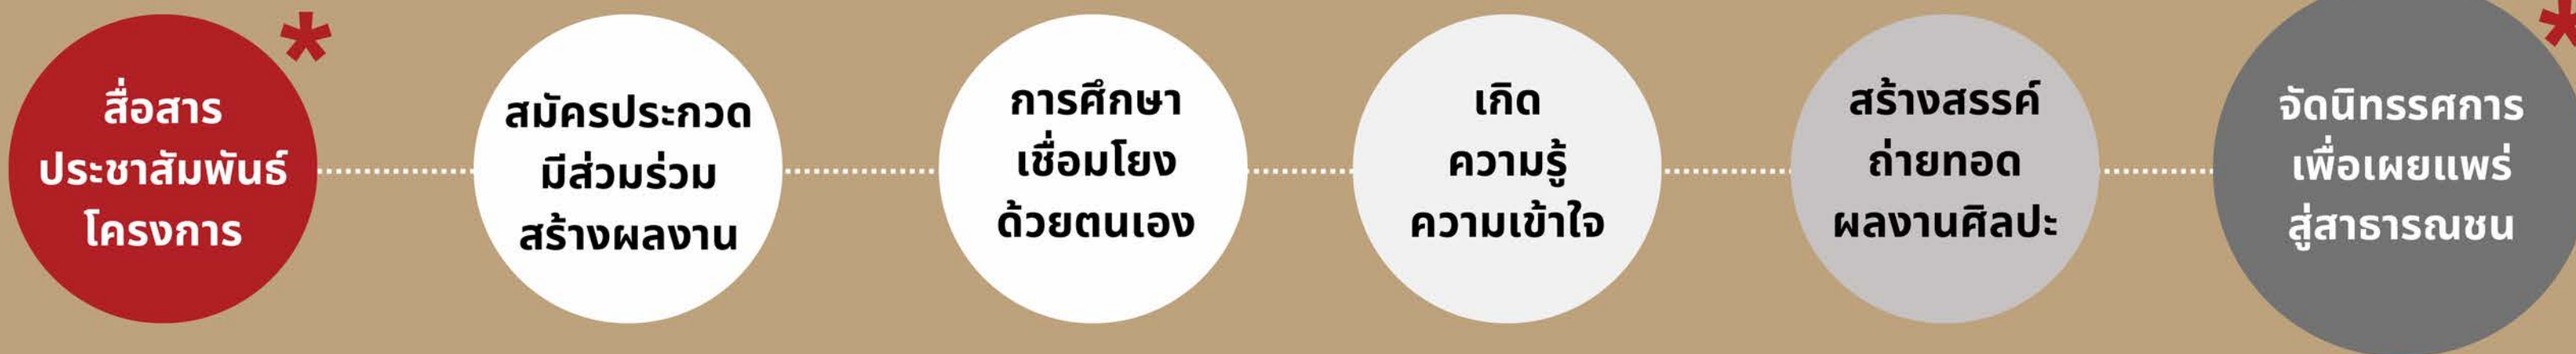 สื่อสาร
ประชาสัมพันธ์
โครงการ
*
สมัครประกวด
มีส่วนร่วม
สร้างผลงาน
การศึกษา
เชื่อมโยง
ด้วยตนเอง
เกิด
ความรู้
ความเข้าใจ
สร้างสรรค์
ถ่ายทอด
ผลงานศิลปะ
จัดนิทรรศการ
เพื่อเผยแพร่
สู่สาธารณชน
*